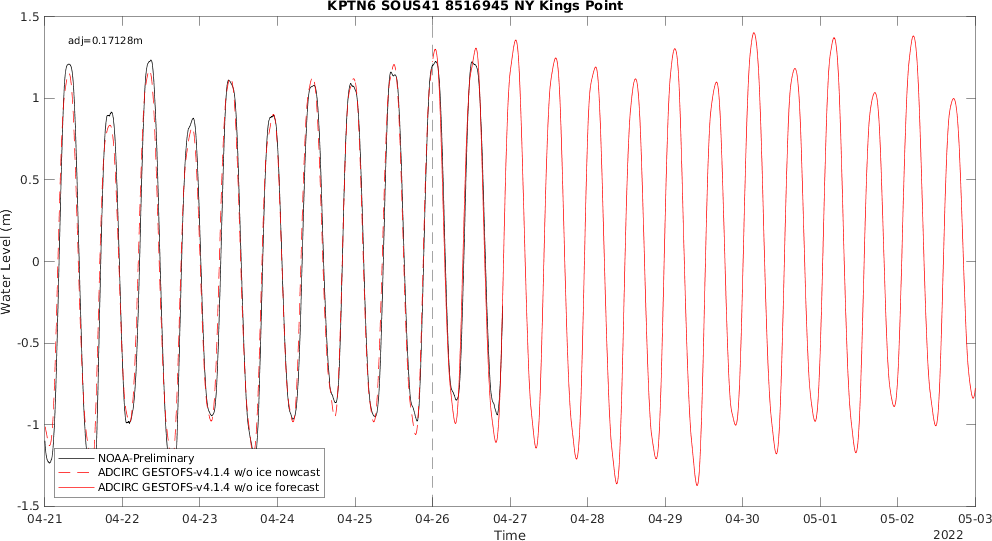 KPTN6 SOUS41 8516945 NY Kings Point
adj=0.17128m
Water Level (m)
1.5
1
0.5
0
-0.5
-1
-1.5
NOAA-Preliminary
ADCIRC GESTOFS-v4.1.4 w/o ice nowcast
ADCIRC GESTOFS-v4.1.4 w/o ice forecast
04-21 04-22 04-23 04-24 04-25 04-26 04-27 04-28 04-29 04-30 05-01 05-02 05-03
Time
2022